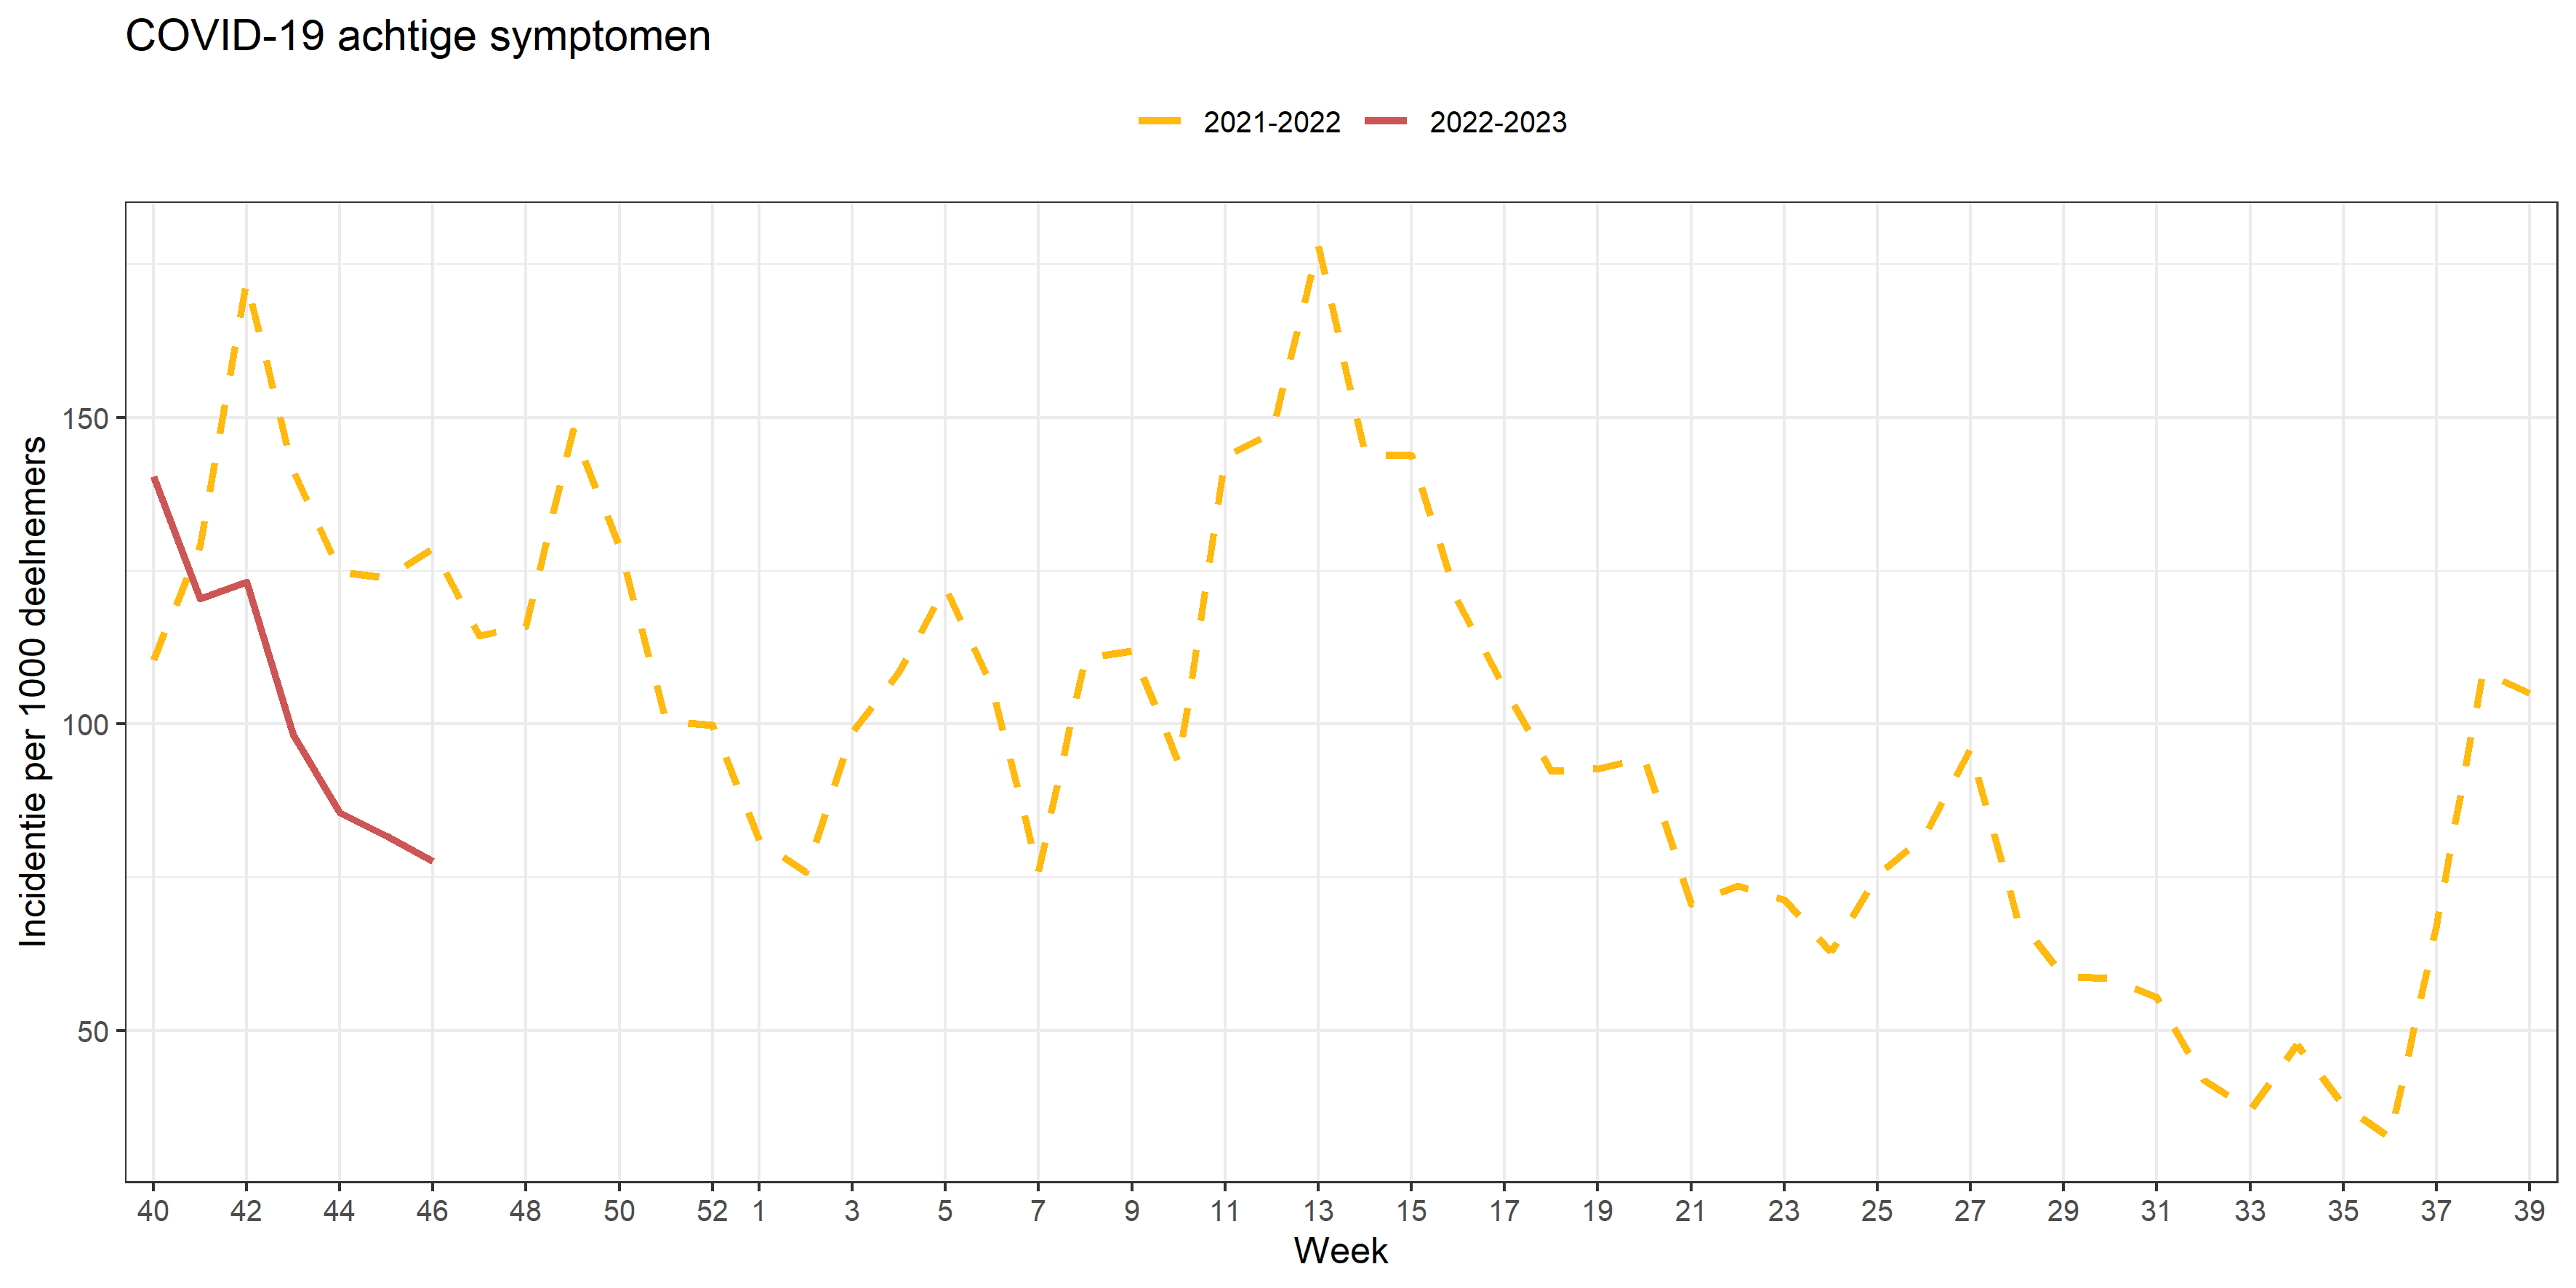 COVID-19 achtige symptomen
2021-2022 2022-2023
Incidentie per 1000 deelnemers
150
100
50
40 42 44 46 48 50 52 1 3 5 7 9 11 13 15 17 19 21 23 25 27 29 31 33 35 37 39
Week